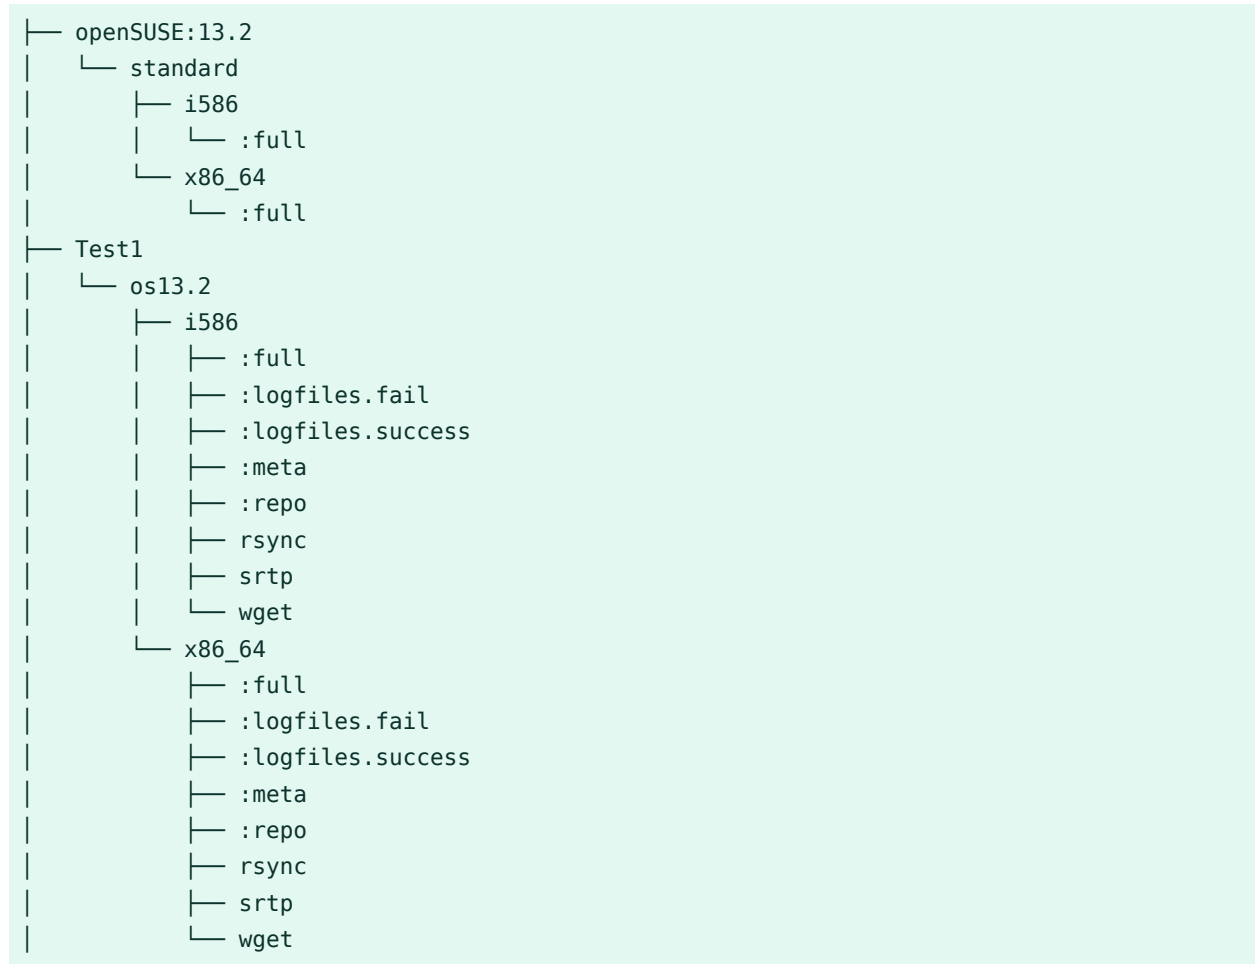 ├── openSUSE:13.2
│   └── standard
│       ├── i586
│       │   └── :full
│       └── x86_64
│           └── :full
├── Test1
│   └── os13.2
│       ├── i586
│       │   ├── :full
│       │   ├── :logfiles.fail
│       │   ├── :logfiles.success
│       │   ├── :meta
│       │   ├── :repo
│       │   ├── rsync
│       │   ├── srtp
│       │   └── wget
│       └── x86_64
│           ├── :full
│           ├── :logfiles.fail
│           ├── :logfiles.success
│           ├── :meta
│           ├── :repo
│           ├── rsync
│           ├── srtp
│           └── wget